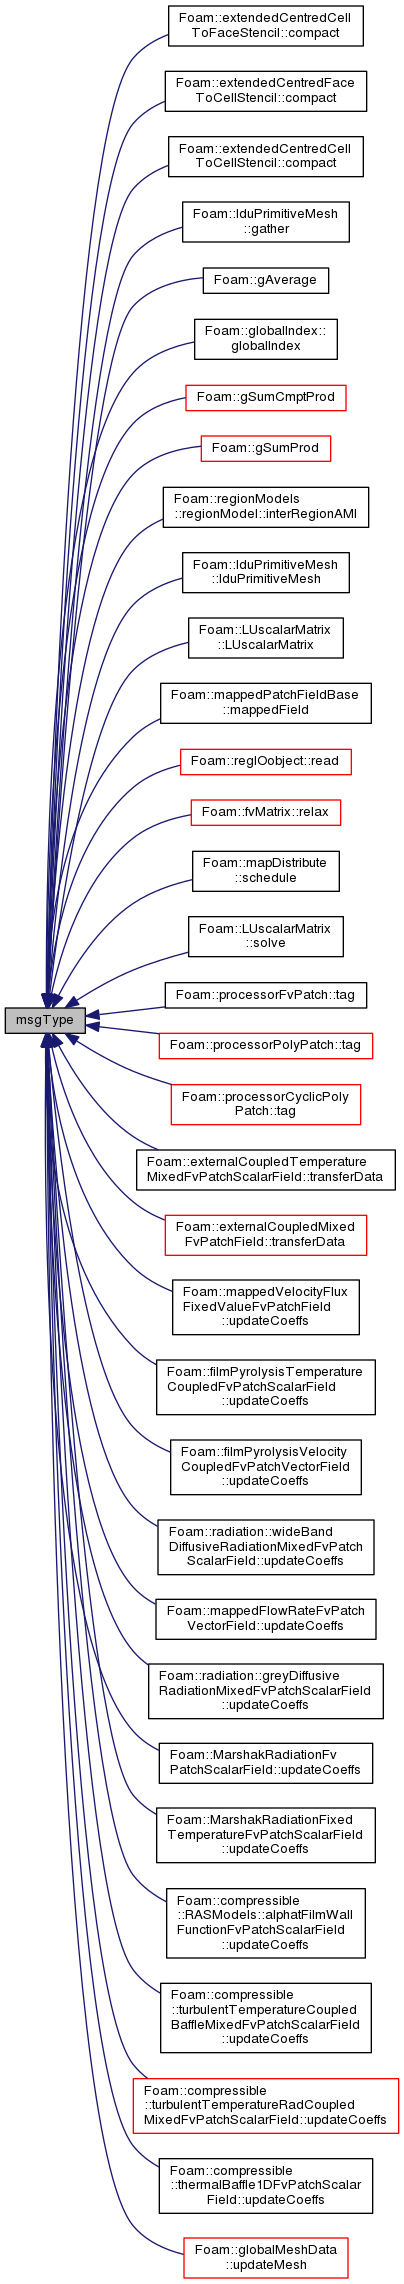 Foam::extendedCentredCell
ToFaceStencil::compact
Foam::extendedCentredFace
ToCellStencil::compact
Foam::extendedCentredCell
ToCellStencil::compact
Foam::lduPrimitiveMesh
::gather
Foam::gAverage
Foam::globalIndex::
globalIndex
Foam::gSumCmptProd
Foam::gSumProd
Foam::regionModels
::regionModel::interRegionAMI
Foam::lduPrimitiveMesh
::lduPrimitiveMesh
Foam::LUscalarMatrix
::LUscalarMatrix
Foam::mappedPatchFieldBase
::mappedField
Foam::regIOobject::read
Foam::fvMatrix::relax
Foam::mapDistribute
::schedule
Foam::LUscalarMatrix
::solve
Foam::processorFvPatch::tag
msgType
Foam::processorPolyPatch::tag
Foam::processorCyclicPoly
Patch::tag
Foam::externalCoupledTemperature
MixedFvPatchScalarField::transferData
Foam::externalCoupledMixed
FvPatchField::transferData
Foam::mappedVelocityFlux
FixedValueFvPatchField
::updateCoeffs
Foam::filmPyrolysisTemperature
CoupledFvPatchScalarField
::updateCoeffs
Foam::filmPyrolysisVelocity
CoupledFvPatchVectorField
::updateCoeffs
Foam::radiation::wideBand
DiffusiveRadiationMixedFvPatch
ScalarField::updateCoeffs
Foam::mappedFlowRateFvPatch
VectorField::updateCoeffs
Foam::radiation::greyDiffusive
RadiationMixedFvPatchScalarField
::updateCoeffs
Foam::MarshakRadiationFv
PatchScalarField::updateCoeffs
Foam::MarshakRadiationFixed
TemperatureFvPatchScalarField
::updateCoeffs
Foam::compressible
::RASModels::alphatFilmWall
FunctionFvPatchScalarField
::updateCoeffs
Foam::compressible
::turbulentTemperatureCoupled
BaffleMixedFvPatchScalarField
::updateCoeffs
Foam::compressible
::turbulentTemperatureRadCoupled
MixedFvPatchScalarField::updateCoeffs
Foam::compressible
::thermalBaffle1DFvPatchScalar
Field::updateCoeffs
Foam::globalMeshData
::updateMesh